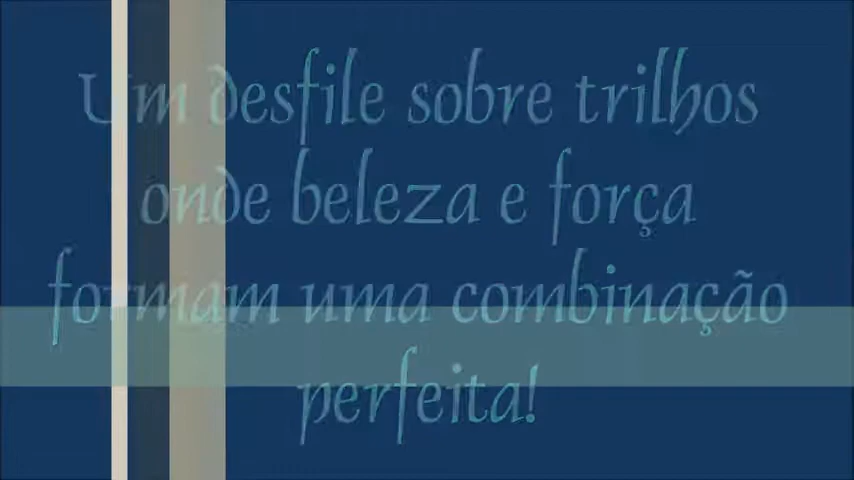 Um desfile sobre trilhos
onde beleza e força
formam uma combinação
perfeita!